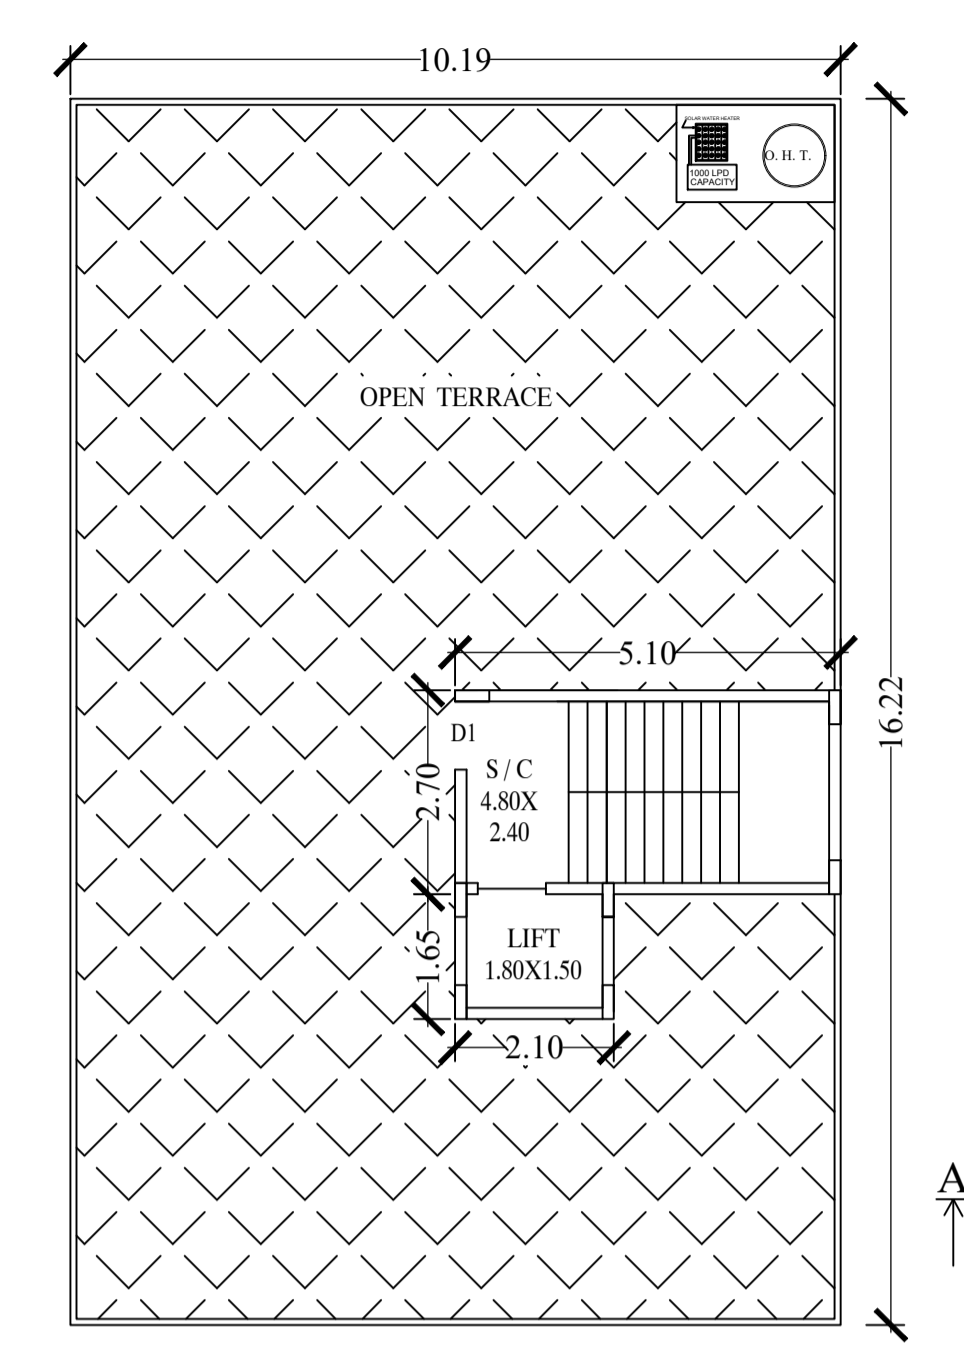 10.19
SOLAR WATER HEATER
O. H. T.
1000 LPD
CAPACITY
OPEN TERRACE
5.10
16.22
D1
2.70
S / C
4.80X
2.40
1.65
LIFT
1.80X1.50
2.10
A